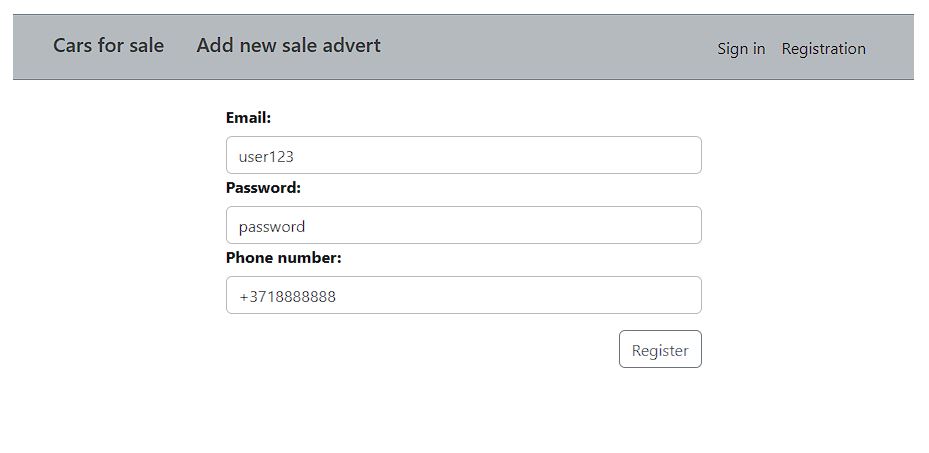 Cars for sale Add new sale advert Sign in Registration
Email:
user123
Password:
password
Phone number:
+3718888888
Register